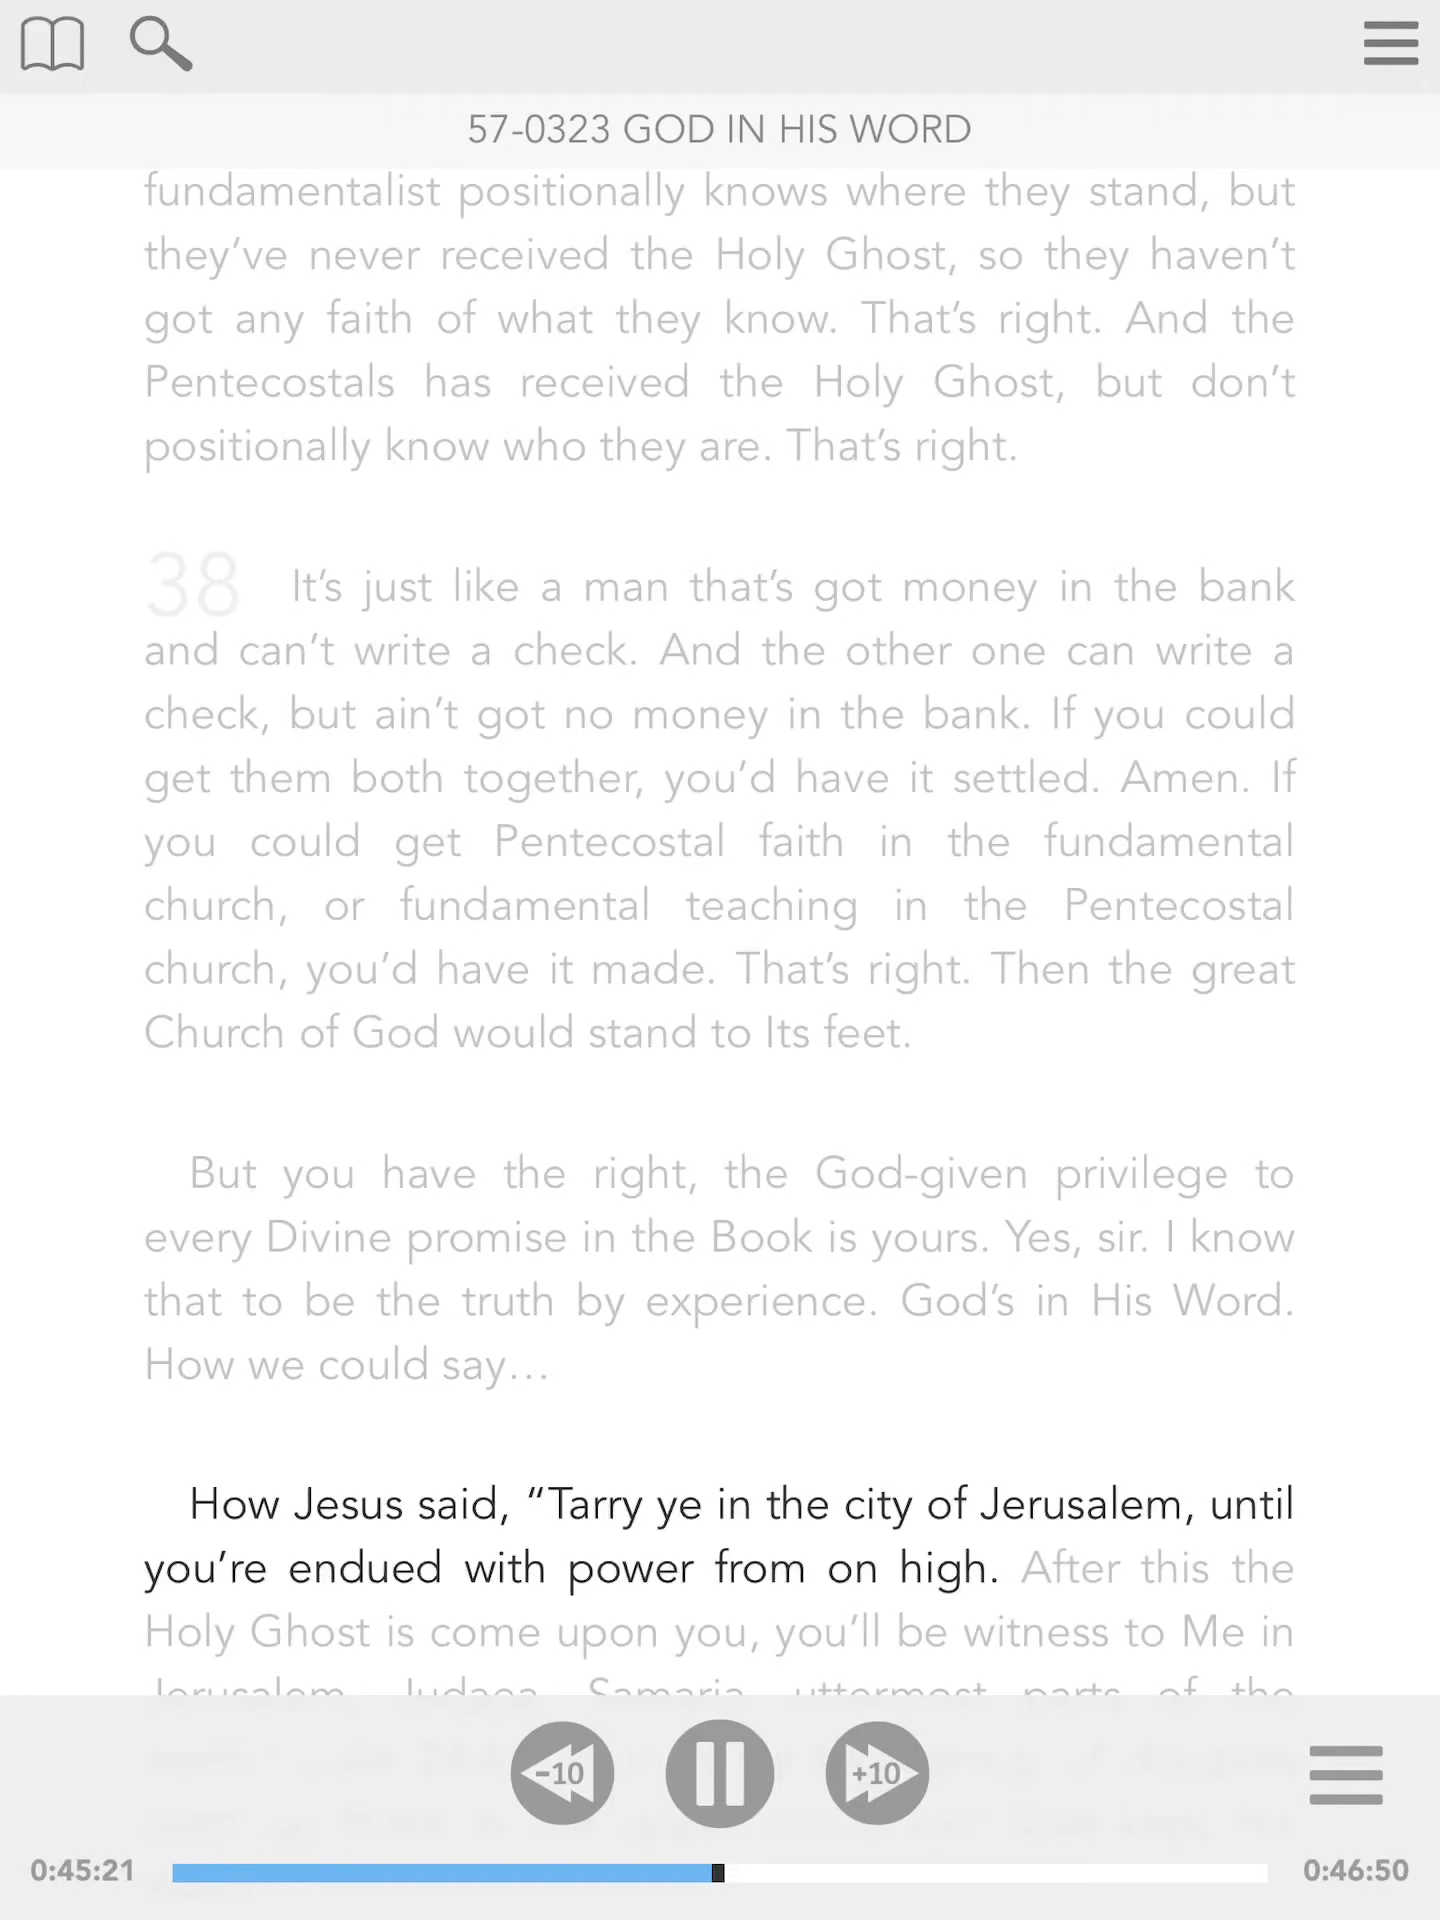 57-0323 GOD IN HIS WORD
fundamentalist positionally knows where they stand, but
they’ve never received the Holy Ghost, so they haven’t
got any faith of what they know. That’s right. And the
Pentecostals has received the Holy Ghost, but don’t
positionally know who they are. That’s right.
38 It’s just like a man that’s got money in the bank
and can’t write a check. And the other one can write a
check, but ain’t got no money in the bank. If you could
get them both together, you’d have it settled. Amen. If
you could get Pentecostal faith in the fundamental
church, or fundamental teaching in the Pentecostal
church, you’d have it made. That’s right. Then the great
Church of God would stand to Its feet.
But you have the right, the God-given privilege to
every Divine promise in the Book is yours. Yes, sir. I know
that to be the truth by experience. God’s in His Word.
How we could say…
How Jesus said, “Tarry ye in the city of Jerusalem, until
you’re endued with power from on high. After this the
Holy Ghost is come upon you, you’ll be witness to Me in
Jerusalem, Judaea, Samaria, uttermost parts of the
-10 +10
0:45:21 0:46:50